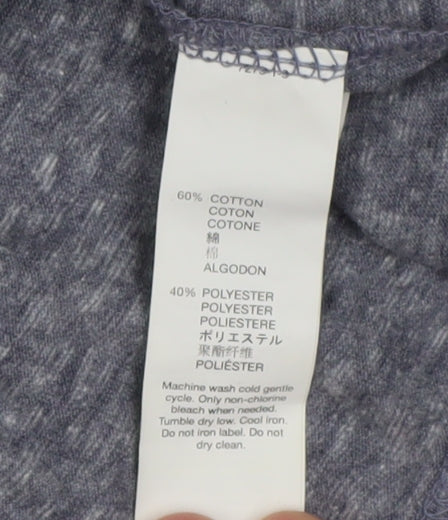 60% COTTON
COTON
COTONE
綿
棉
ALGODON
40% POLYESTER
POLYESTER
POLIESTERE
ポリエステル
聚酯纤维
POLIÉSTER
Machine wash cold gentle
cycle. Only non-chlorine
bleach when needed.
Tumble dry low. Cool iron.
Do not iron label. Do not
dry clean.